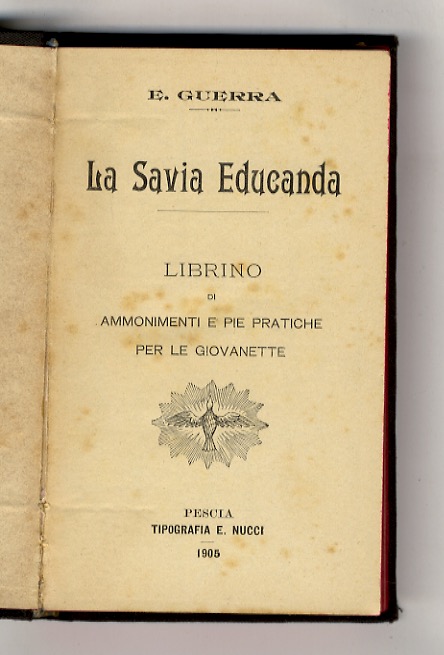 E. GUERRA
La Savia Educanda
LIBRINO
DI
AMMONIMENTI E PIE PRATICHE
PER LE GIOVANETTE
PESCIA
TIPOGRAFIA E. NUCCI
1905